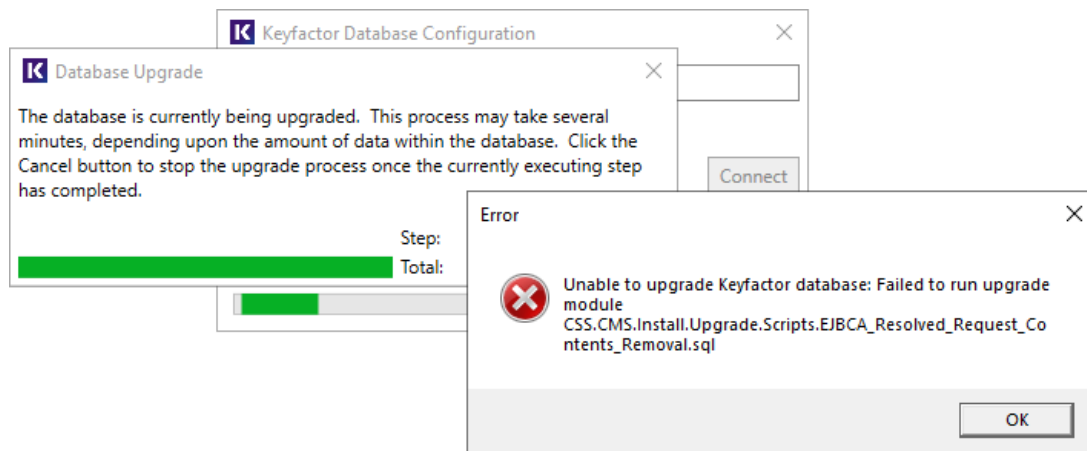 Keyfactor Database Configuration
Database Upgrade
The database is currently being upgraded.  This process may take several
minutes, depending upon the amount of data within the database.  Click the
Cancel button to stop the upgrade process once the currently executing step
has completed.
Connect
Step:
Total:
Error
Unable to upgrade Keyfactor database: Failed to run upgrade
module
CSS.CMS.Install.Upgrade.Scripts.EJBCA_Resolved_Request_Co
ntents_Removal.sql
OK